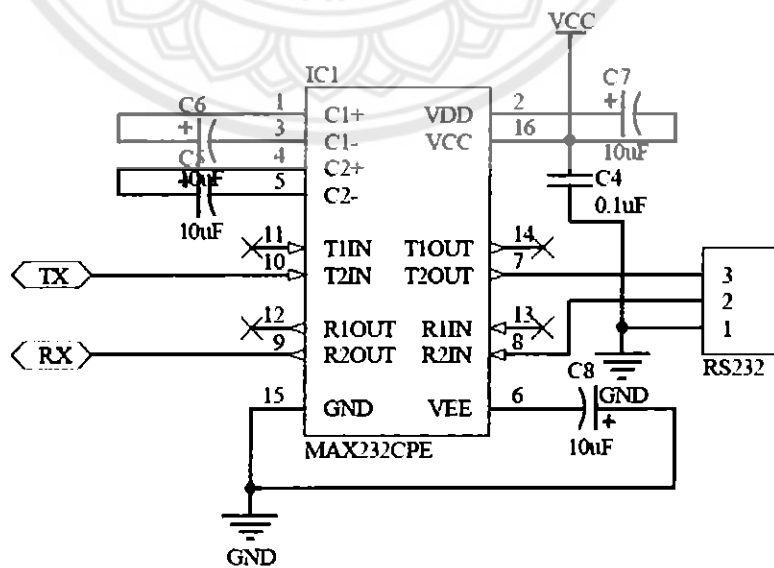 VCC
IC1
C6
1
C1+
VDD
2
C7
+
+
3
C1-
VCC
16
10uF
C5
4
C2+
C4
10uF
+
5
C2-
0.1uF
10uF
11
T1IN
T1OUT
14
TX
10
T2IN
T2OUT
7
3
12
R1OUT
R1IN
13
2
RX
9
R2OUT
R2IN
8
1
C8
RS232
15
GND
VEE
6
GND
+
MAX232CPE
10uF
GND